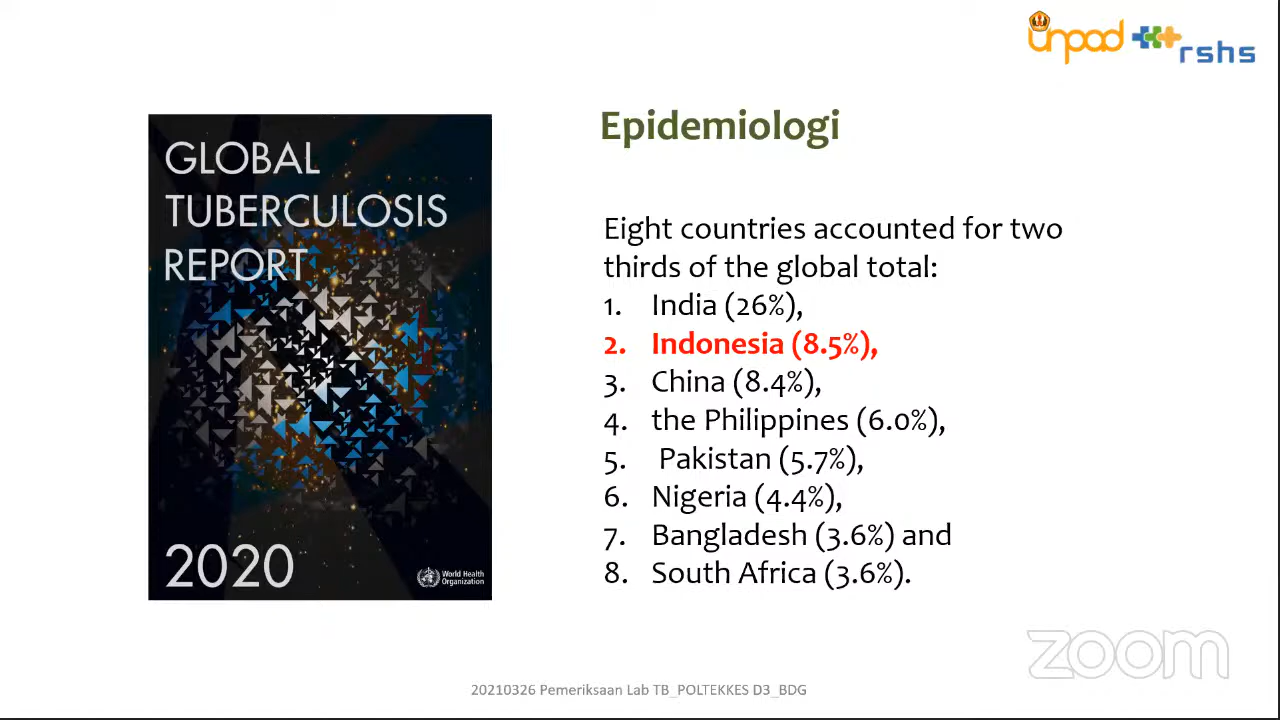 unpad
rshs
GLOBAL
TUBERCULOSIS
REPORT
2020
World Health
Organization
Epidemiologi
Eight countries accounted for two
thirds of the global total:
1. India (26%),
2. Indonesia (8.5%),
3. China (8.4%),
4. the Philippines (6.0%),
5. Pakistan (5.7%),
6. Nigeria (4.4%),
7. Bangladesh (3.6%) and
8. South Africa (3.6%).
zoom
20210326 Pemeriksaan Lab TB_POLTEKKES D3_BDG